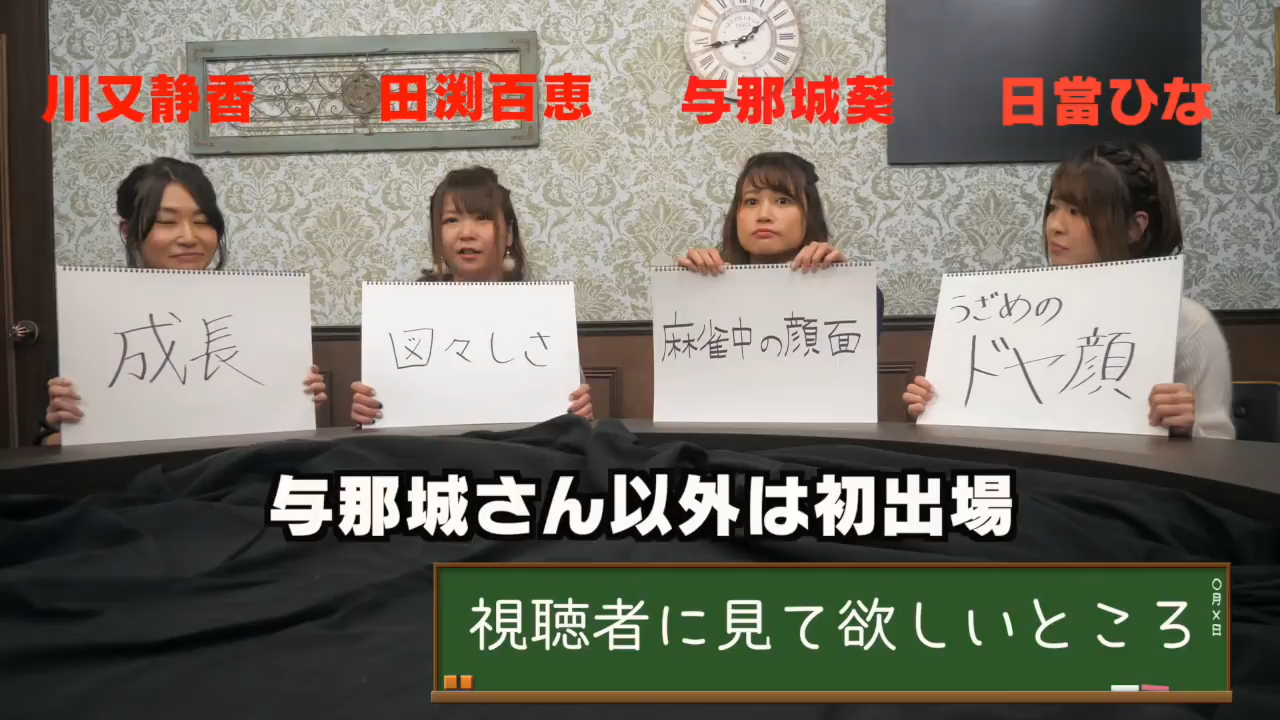 川又静香
田渕百恵
与那城葵
日當ひな
成長
図々しさ
麻雀中の顔面
うざめの
ドヤ顔
与那城さん以外は初出場
視聴者に見て欲しいところ
〇月×日